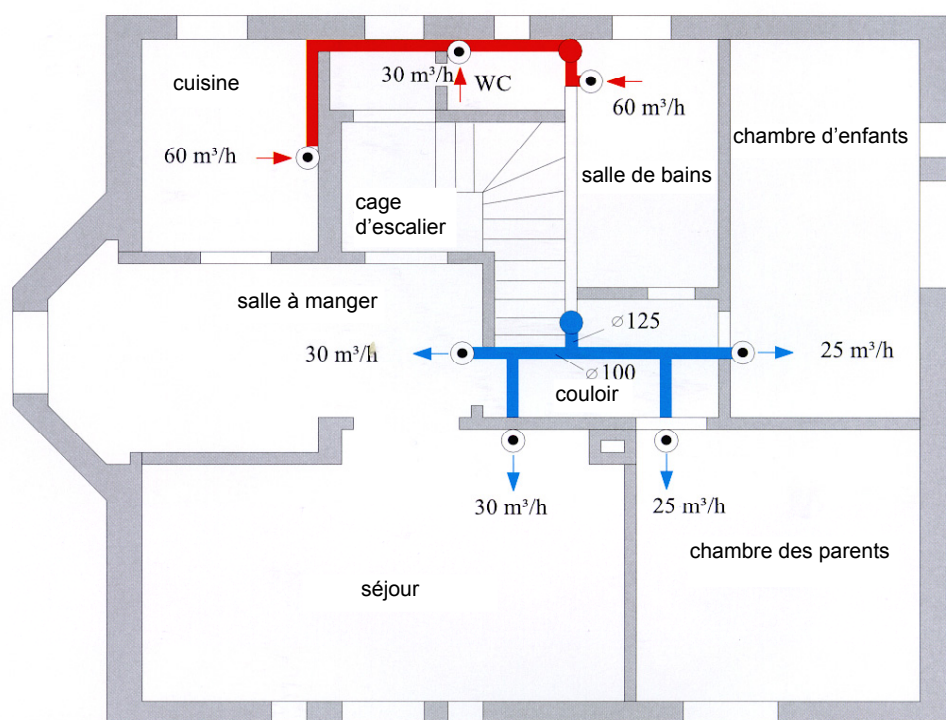 cuisine
30 m³/h
WC
60 m³/h
60 m³/h
chambre d’enfants
salle de bains
cage
d’escalier
salle à manger
∅125
30 m³/h
25 m³/h
∅100
couloir
30 m³/h
25 m³/h
chambre des parents
séjour